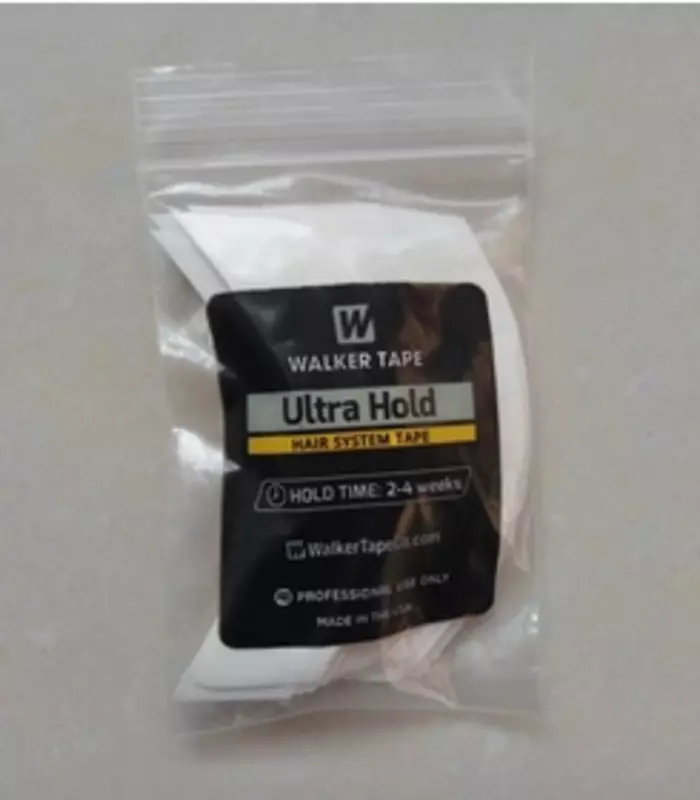 W
WALKER TAPE
Ultra Hold
HAIR SYSTEM TAPE
HOLD TIME: 2-4 weeks
WalkerTapeCo.com
PROFESSIONAL USE ONLY
MADE IN THE USA